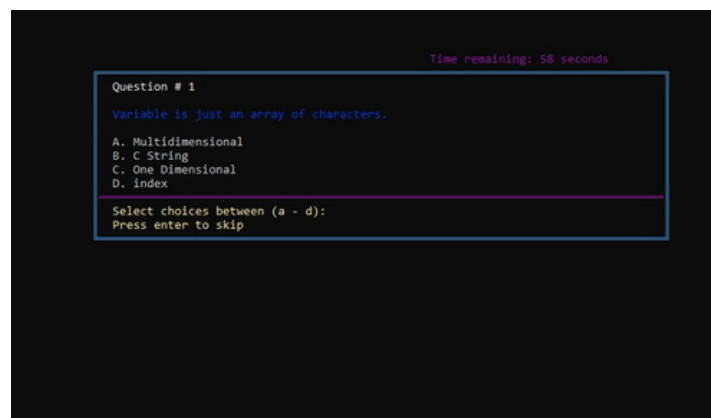 Time remaining: 58 seconds
Question # 1
Variable is just an array of characters.
A. Multidimensional
B. C String
C. One Dimensional
D. index
Select choices between (a - d):
Press enter to skip